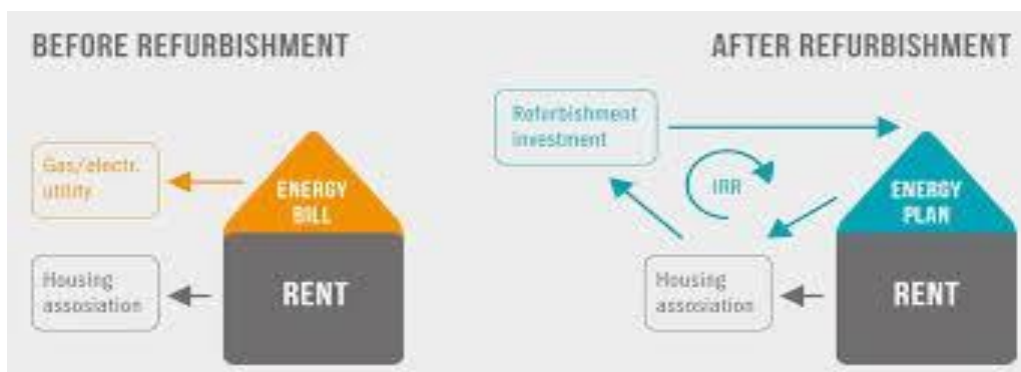 BEFORE REFURBISHMENT
Gas/electr.
utility
ENERGY
BILL
Housing
assosiation
RENT
AFTER REFURBISHMENT
Refurbishment
investment
IRR
ENERGY
PLAN
Housing
assosiation
RENT